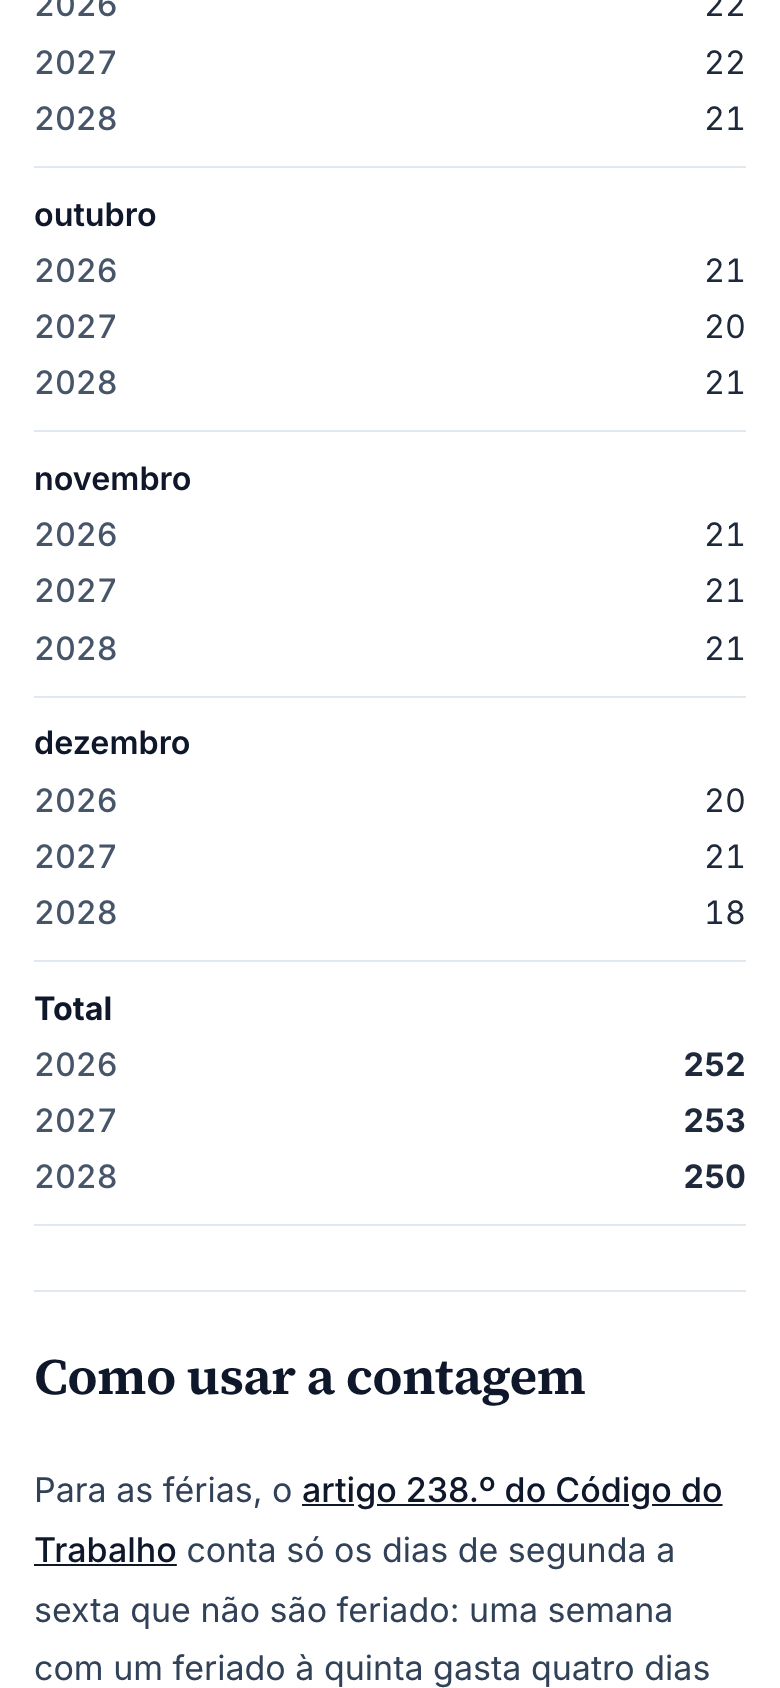 2026 22
2027 22
2028 21
outubro
2026 21
2027 20
2028 21
novembro
2026 21
2027 21
2028 21
dezembro
2026 20
2027 21
2028 18
Total
2026 252
2027 253
2028 250
Como usar a contagem
Para as férias, o artigo 238.º do Código do
Trabalho conta só os dias de segunda a
sexta que não são feriado: uma semana
com um feriado à quinta gasta quatro dias